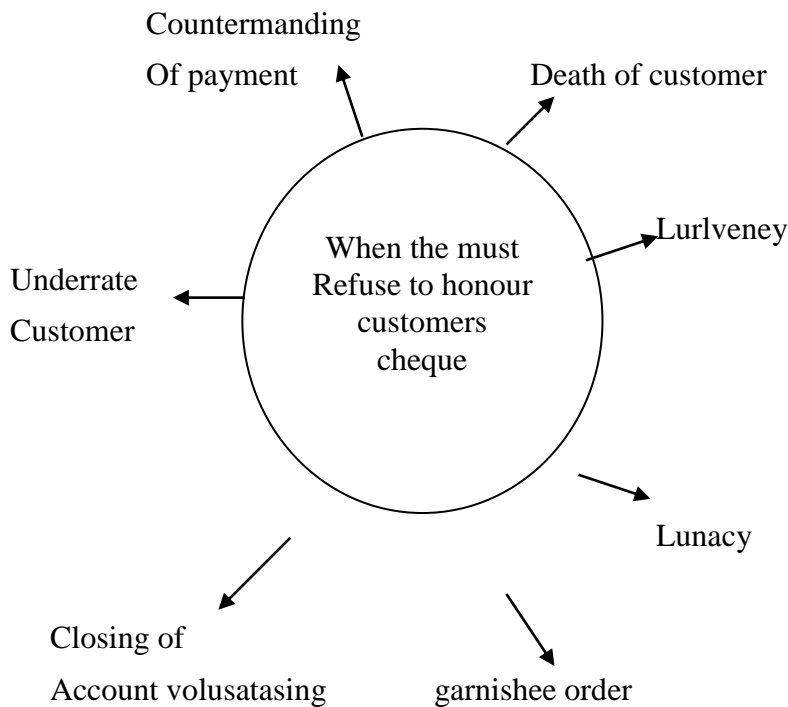 Countermanding
Of payment
Death of customer
Lurlveney
When the must
Refuse to honour
customers
cheque
Underrate
Customer
Lunacy
Closing of
Account volusatasing
garnishee order